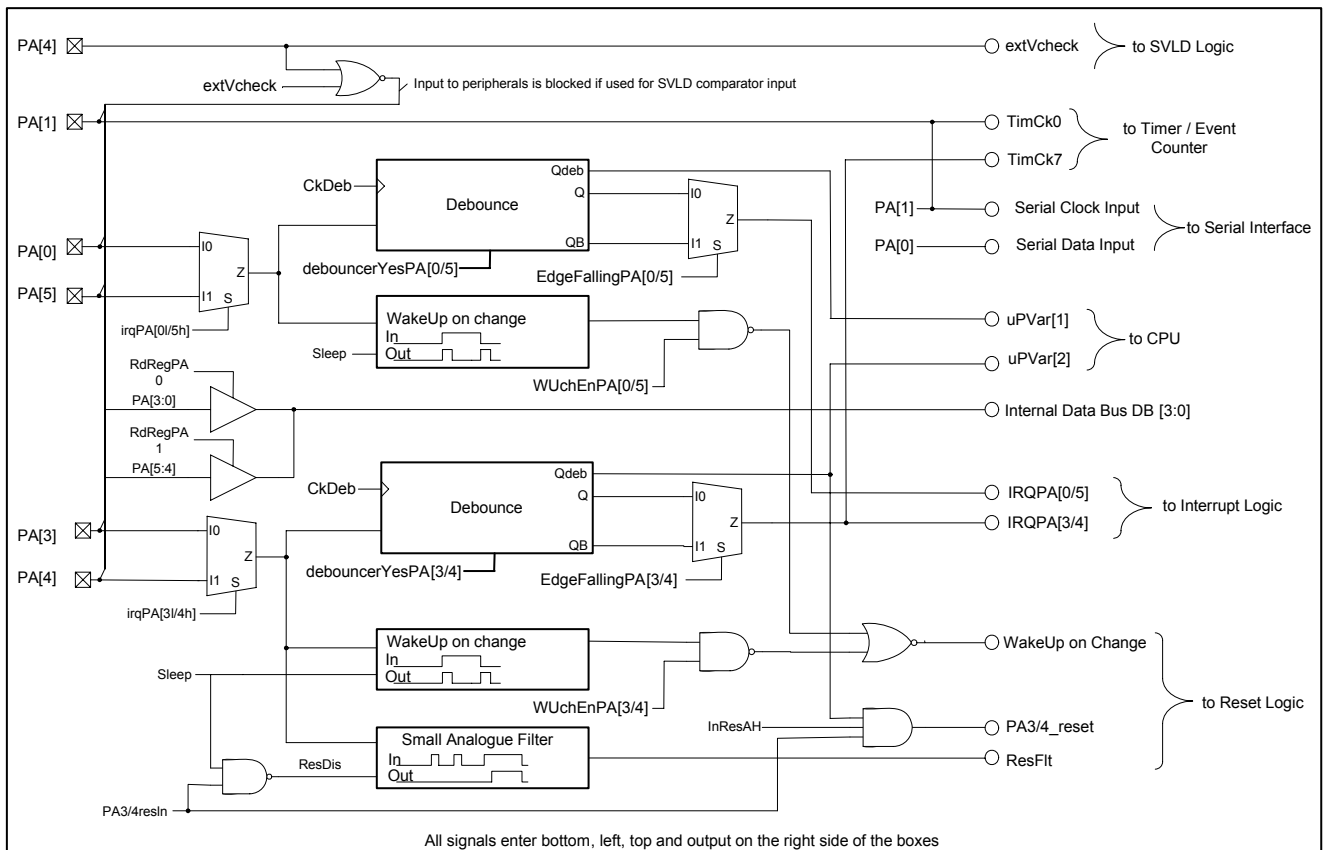 PA[4]
extVcheck
to SVLD Logic
extVcheck
Input to peripherals is blocked if used for SVLD comparator input
PA[1]
TimCk0
to Timer / Event
Counter
TimCk7
CkDeb
Debounce
Qdeb
Q
QB
I0
I1
S
Z
PA[1]
Serial Clock Input
to Serial Interface
PA[0]
Serial Data Input
PA[0]
PA[5]
I0
I1
S
Z
irqPA[0l/5h]
debouncerYesPA[0/5]
EdgeFallingPA[0/5]
WakeUp on change
In
Out
Sleep
WUchEnPA[0/5]
uPVar[1]
to CPU
uPVar[2]
RdRegPA
0
PA[3:0]
Internal Data Bus DB [3:0]
RdRegPA
1
PA[5:4]
CkDeb
Debounce
Qdeb
Q
QB
I0
I1
S
Z
IRQPA[0/5]
to Interrupt Logic
IRQPA[3/4]
PA[3]
PA[4]
I0
I1
S
Z
irqPA[3l/4h]
debouncerYesPA[3/4]
EdgeFallingPA[3/4]
WakeUp on change
In
Out
Sleep
WUchEnPA[3/4]
WakeUp on Change
to Reset Logic
InResAH
PA3/4_reset
Small Analogue Filter
In
Out
ResDis
ResFlt
PA3/4resIn
All signals enter bottom, left, top and output on the right side of the boxes